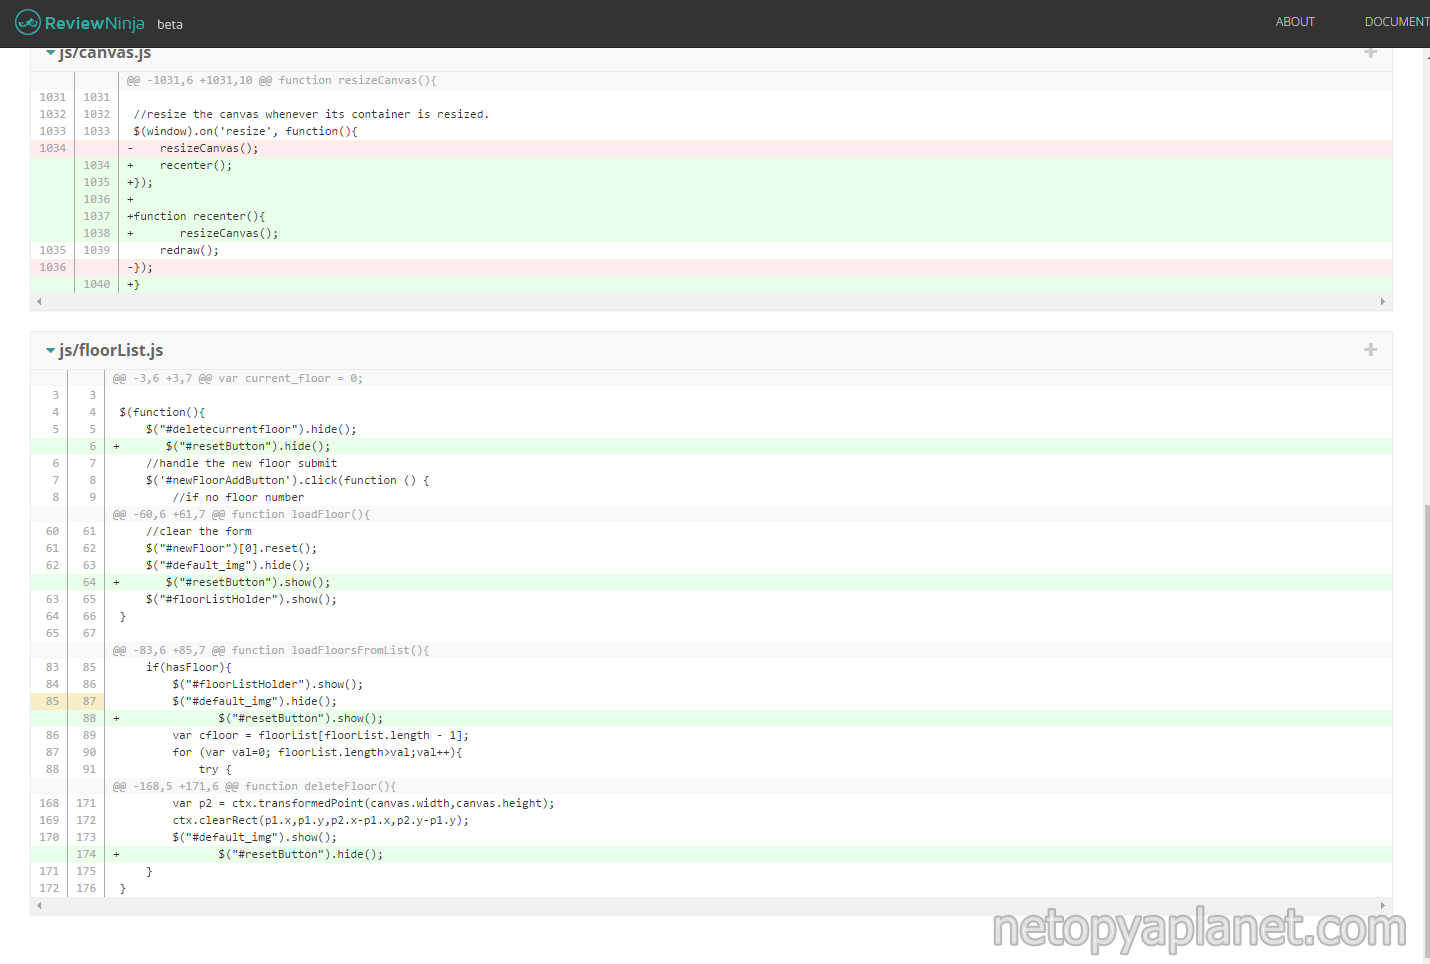 ReviewNinja beta ABOUT DOCUMENT
js/canvas.js +
@@ -1031,6 +1031,10 @@ function resizeCanvas(){
1031 1031
1032 1032 //resize the canvas whenever its container is resized.
1033 1033 $(window).on('resize', function(){
1034 - resizeCanvas();
1034 + recenter();
1035 +});
1036 +
1037 +function recenter(){
1038 + resizeCanvas();
1035 1039 redraw();
1036 -});
1040 +}
js/floorList.js +
@@ -3,6 +3,7 @@ var current_floor = 0;
3 3
4 4 $(function(){
5 5 $("#deletecurrentfloor").hide();
6 + $("#resetButton").hide();
6 7 //handle the new floor submit
7 8 $('#newFloorAddButton').click(function () {
8 9 //if no floor number
@@ -60,6 +61,7 @@ function loadFloor(){
60 61 //clear the form
61 62 $("#newFloor")[0].reset();
62 63 $("#default_img").hide();
64 + $("#resetButton").show();
63 65 $("#floorListHolder").show();
64 66 }
65 67
@@ -83,6 +85,7 @@ function loadFloorsFromList(){
83 85 if(hasFloor){
84 86 $("#floorListHolder").show();
85 87 $("#default_img").hide();
88 + $("#resetButton").show();
86 89 var cfloor = floorList[floorList.length - 1];
87 90 for (var val=0; floorList.length>val;val++){
88 91 try {
@@ -168,5 +171,6 @@ function deleteFloor(){
168 171 var p2 = ctx.transformedPoint(canvas.width,canvas.height);
169 172 ctx.clearRect(p1.x,p1.y,p2.x-p1.x,p2.y-p1.y);
170 173 $("#default_img").show();
174 + $("#resetButton").hide();
171 175 }
172 176 }
netopyaplanet.com